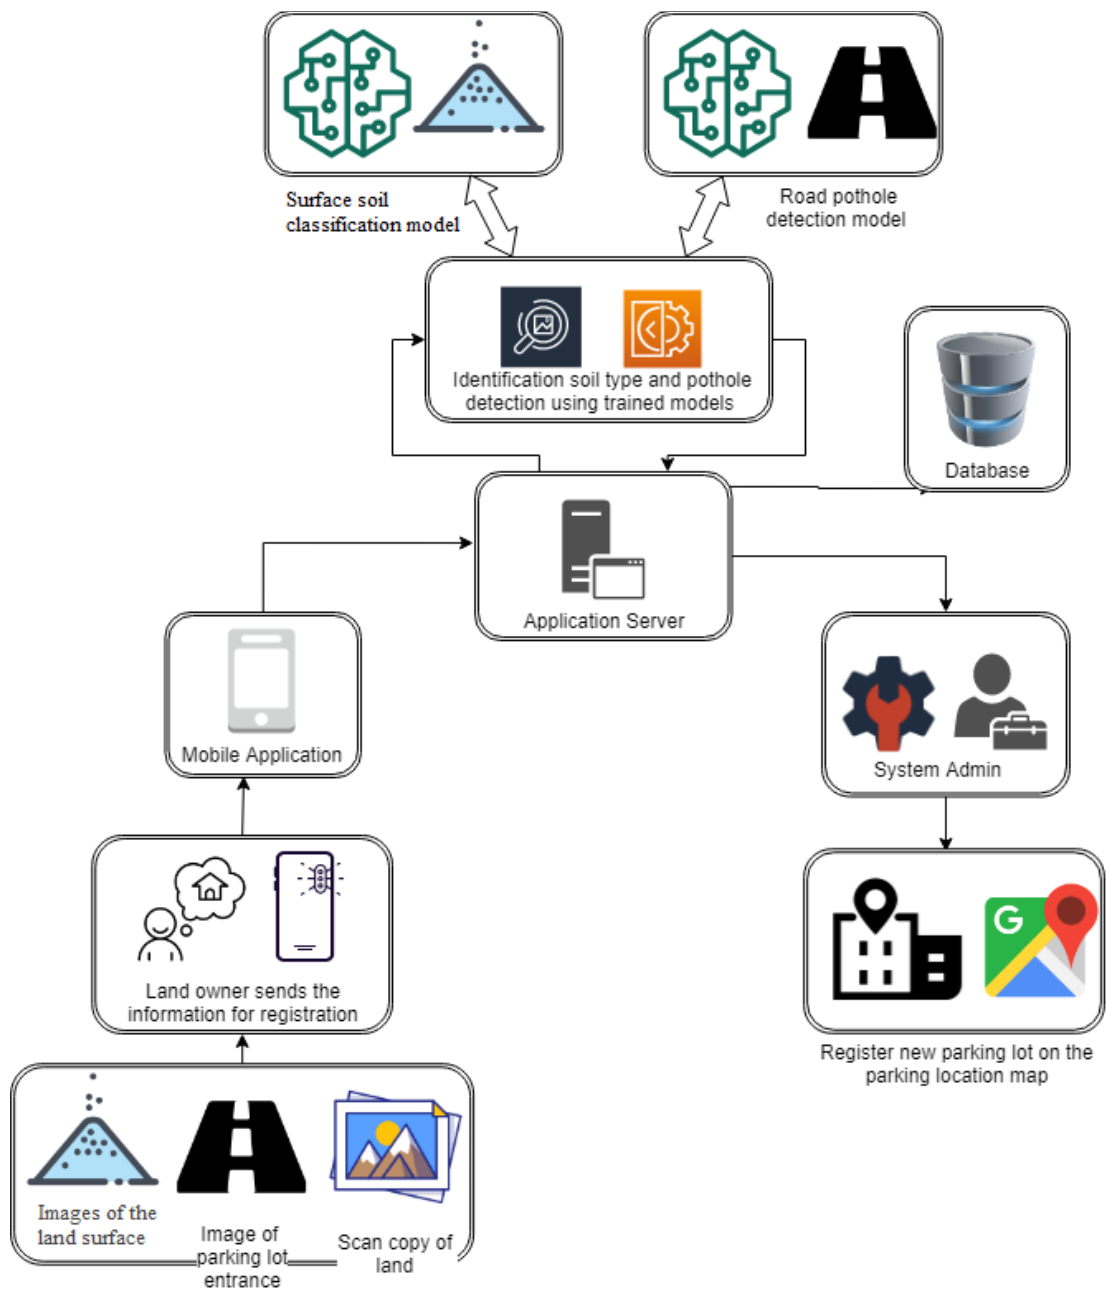 Surface soil
classification model
Road pothole
detection model
Identification soil type and pothole
detection using trained models
Database
Application Server
Mobile Application
System Admin
Land owner sends the
information for registration
G
Register new parking lot on the
parking location map
Images of the
land surface
Image of
parking lot
entrance
Scan copy of
land